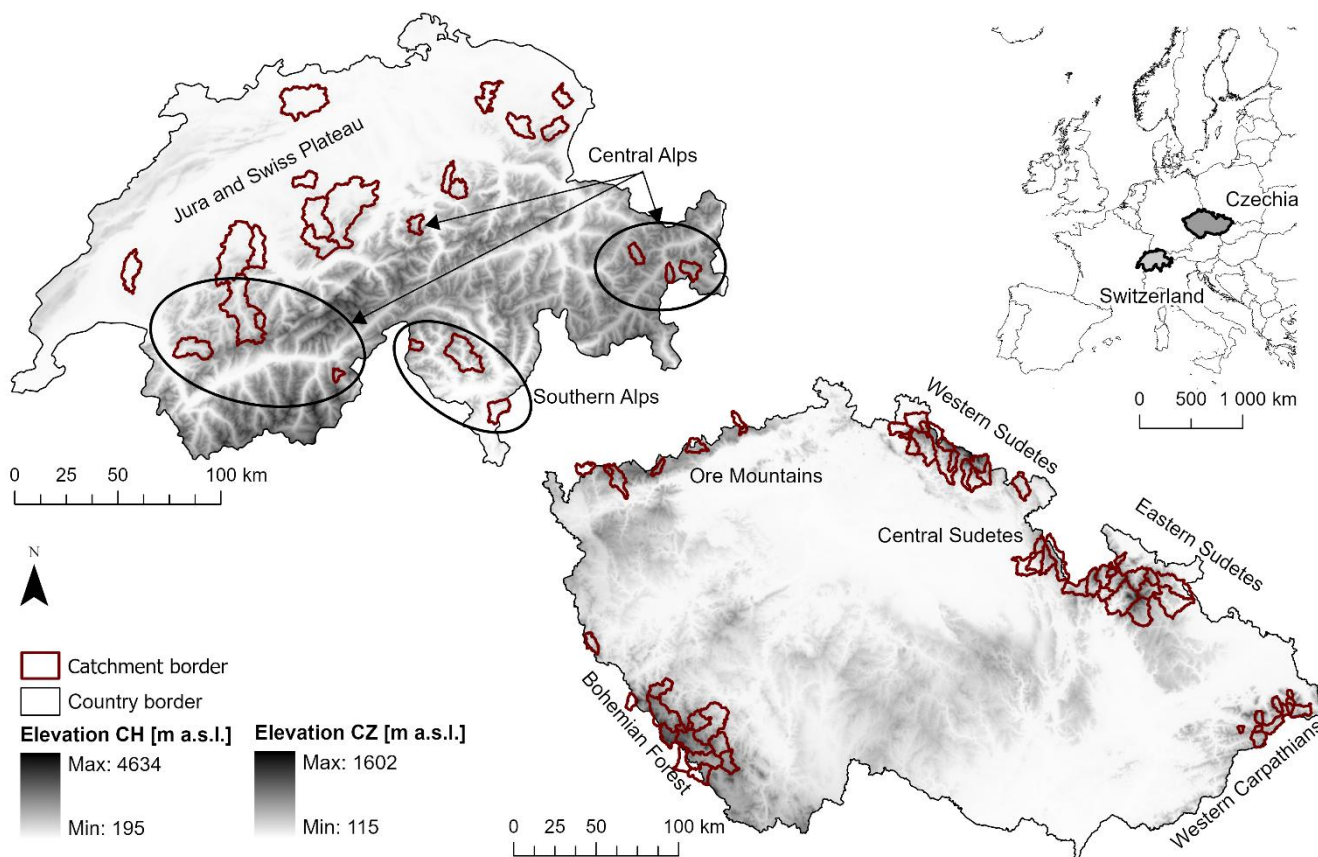 Jura and Swiss Plateau
Central Alps
Southern Alps
0 25 50 100 km
Czechia
Switzerland
0 500 1 000 km
Western Sudetes
Ore Mountains
Central Sudetes
Eastern Sudetes
Bohemian Forest
Western Carpathians
N
Catchment border
Country border
Elevation CH [m a.s.l.]
Max: 4634
Min: 195
Elevation CZ [m a.s.l.]
Max: 1602
Min: 115
0 25 50 100 km